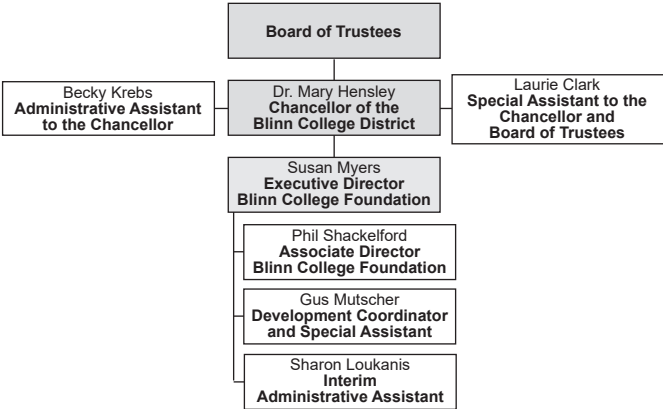 Board of Trustees
Becky Krebs
Administrative Assistant
to the Chancellor
Dr. Mary Hensley
Chancellor of the
Blinn College District
Laurie Clark
Special Assistant to the
Chancellor and
Board of Trustees
Susan Myers
Executive Director
Blinn College Foundation
Phil Shackelford
Associate Director
Blinn College Foundation
Gus Mutscher
Development Coordinator
and Special Assistant
Sharon Loukanis
Interim
Administrative Assistant